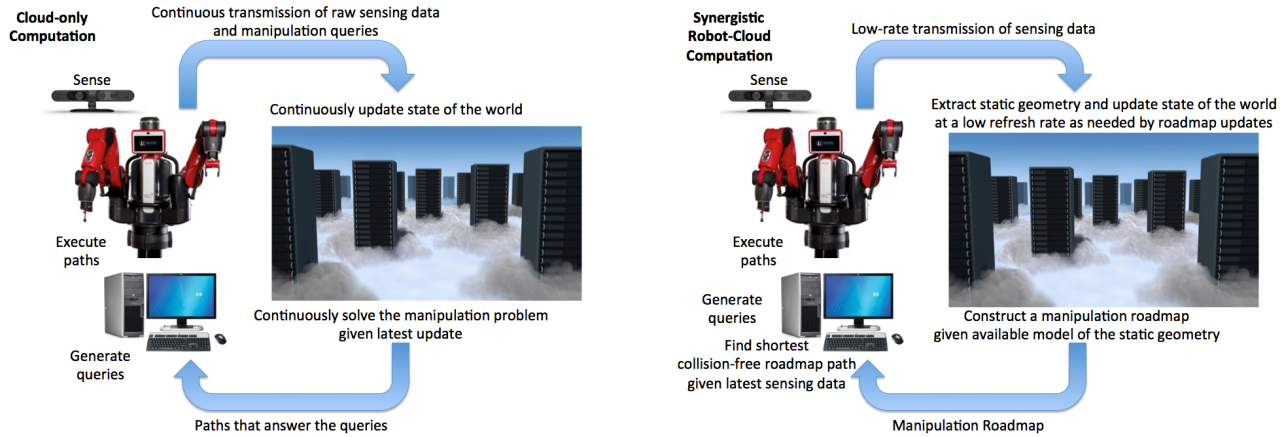 Cloud-only
Computation
Continuous transmission of raw sensing data
and manipulation queries
Sense
Continuously update state of the world
Execute
paths
Continuously solve the manipulation problem
given latest update
Generate
queries
Paths that answer the queries
Synergistic
Robot-Cloud
Computation
Low-rate transmission of sensing data
Sense
Extract static geometry and update state of the world
at a low refresh rate as needed by roadmap updates
Execute
paths
Generate
queries
Construct a manipulation roadmap
given available model of the static geometry
Find shortest
collision-free roadmap path
given latest sensing data
Manipulation Roadmap